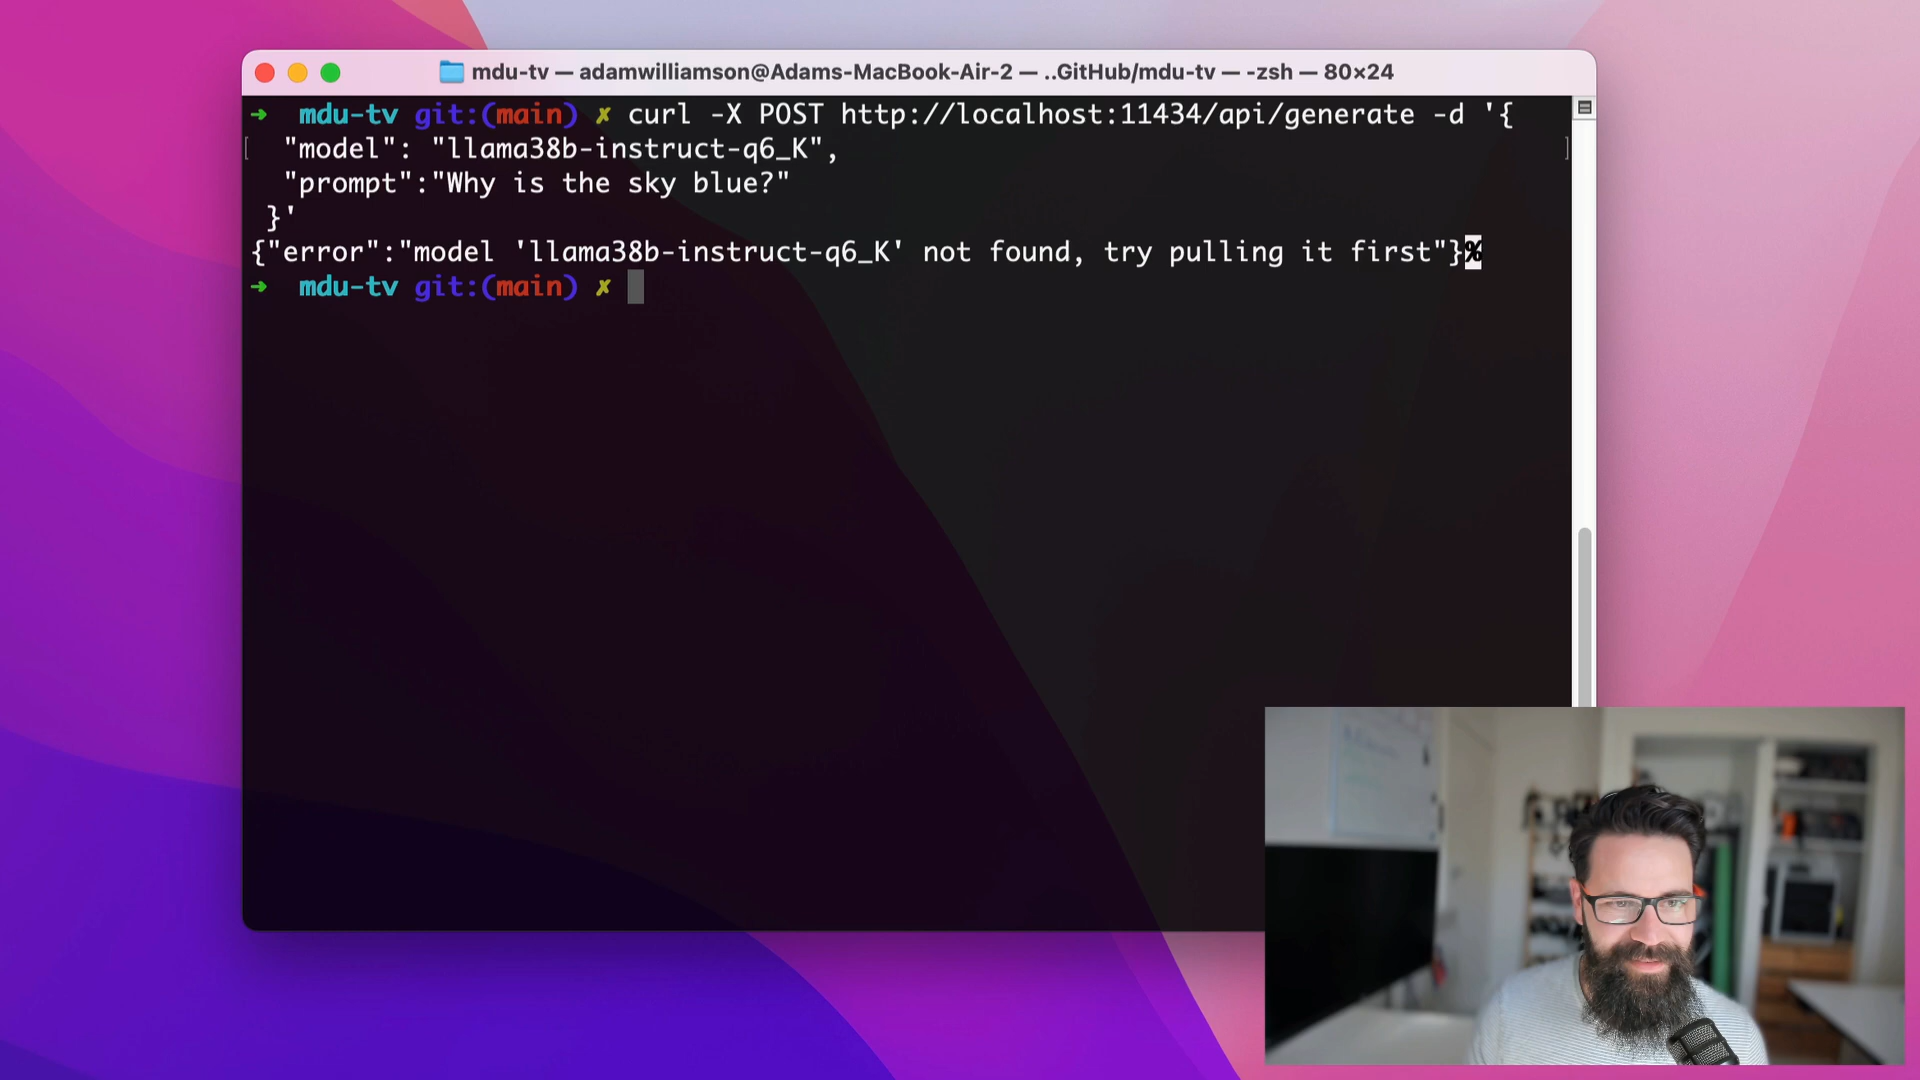 mdu-tv — adamwilliamson@Adams-MacBook-Air-2 — ..GitHub/mdu-tv — -zsh — 80×24
➜  mdu-tv git:(main) ✗ curl -X POST http://localhost:11434/api/generate -d '{
"model": "llama38b-instruct-q6_K",
"prompt":"Why is the sky blue?"
}'
{"error":"model 'llama38b-instruct-q6_K' not found, try pulling it first"}%
➜  mdu-tv git:(main) ✗